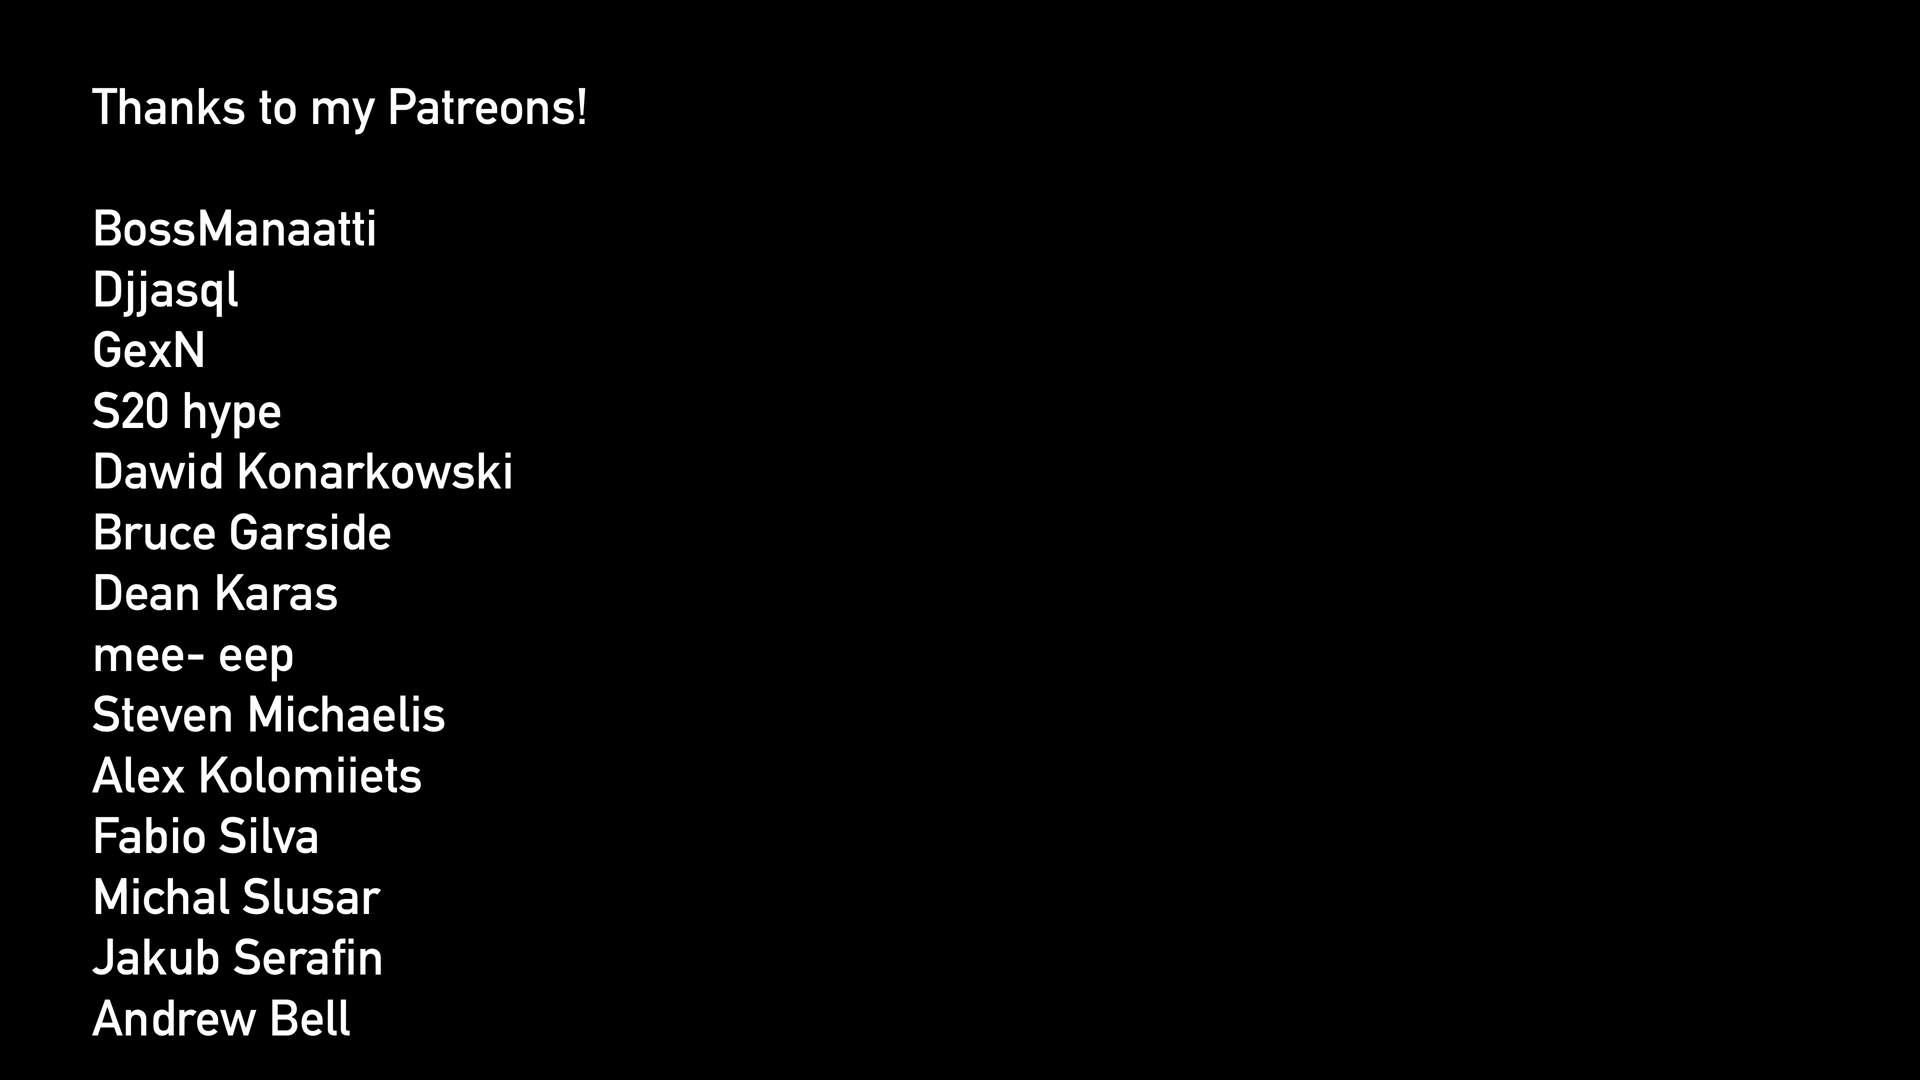 Thanks to my Patreons!
BossManaatti
Djjasql
GexN
S20 hype
Dawid Konarkowski
Bruce Garside
Dean Karas
mee- eep
Steven Michaelis
Alex Kolomiiets
Fabio Silva
Michal Slusar
Jakub Serafin
Andrew Bell